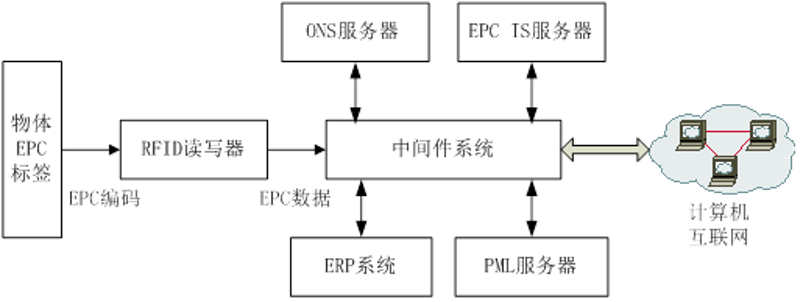 ONS服务器
EPC IS服务器
物体
EPC
标签
RFID读写器
中间件系统
EPC编码
EPC数据
计算机
互联网
ERP系统
PML服务器